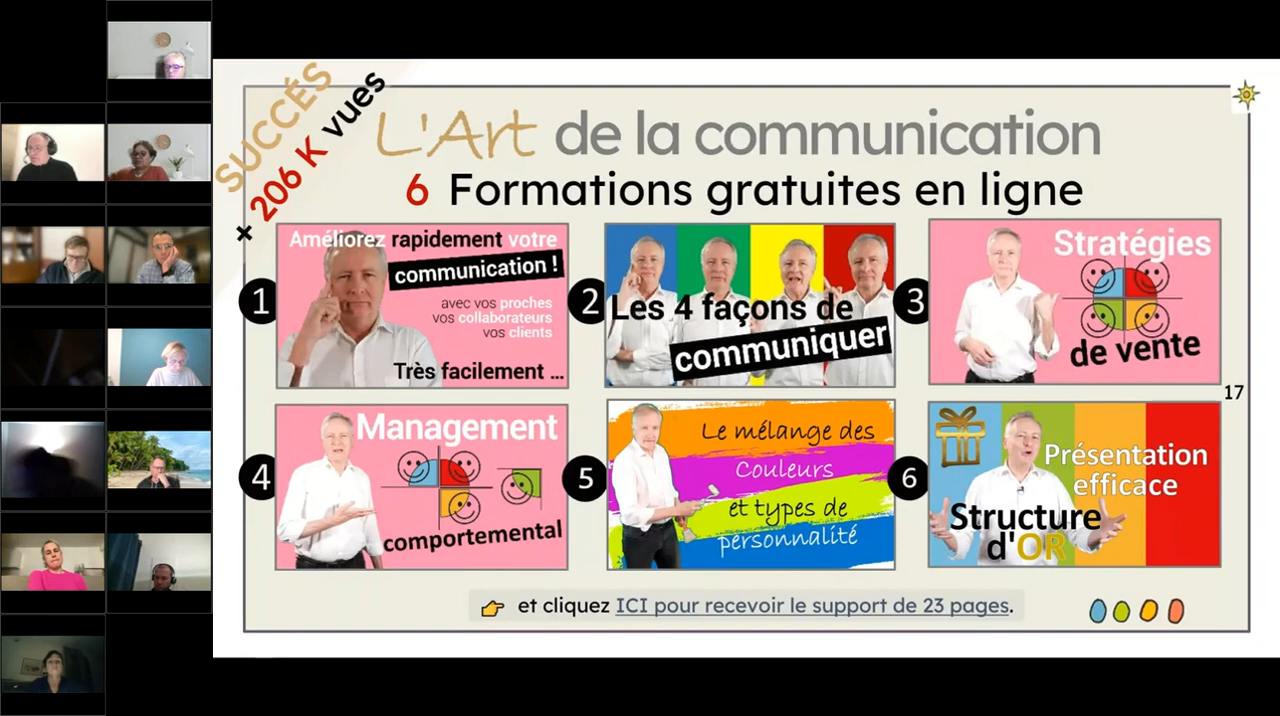 SUCCÉS
+ 206 K vues
L'Art de la communication
6 Formations gratuites en ligne
1
Améliorez rapidement votre
communication !
avec vos proches
vos collaborateurs
vos clients
Très facilement ...
2
Les 4 façons de
communiquer
3
Stratégies
de vente
17
4
Management
comportemental
5
Le mélange des
Couleurs
et types de
personnalité
6
Présentation
efficace
Structure
d'OR
👉 et cliquez ICI pour recevoir le support de 23 pages.